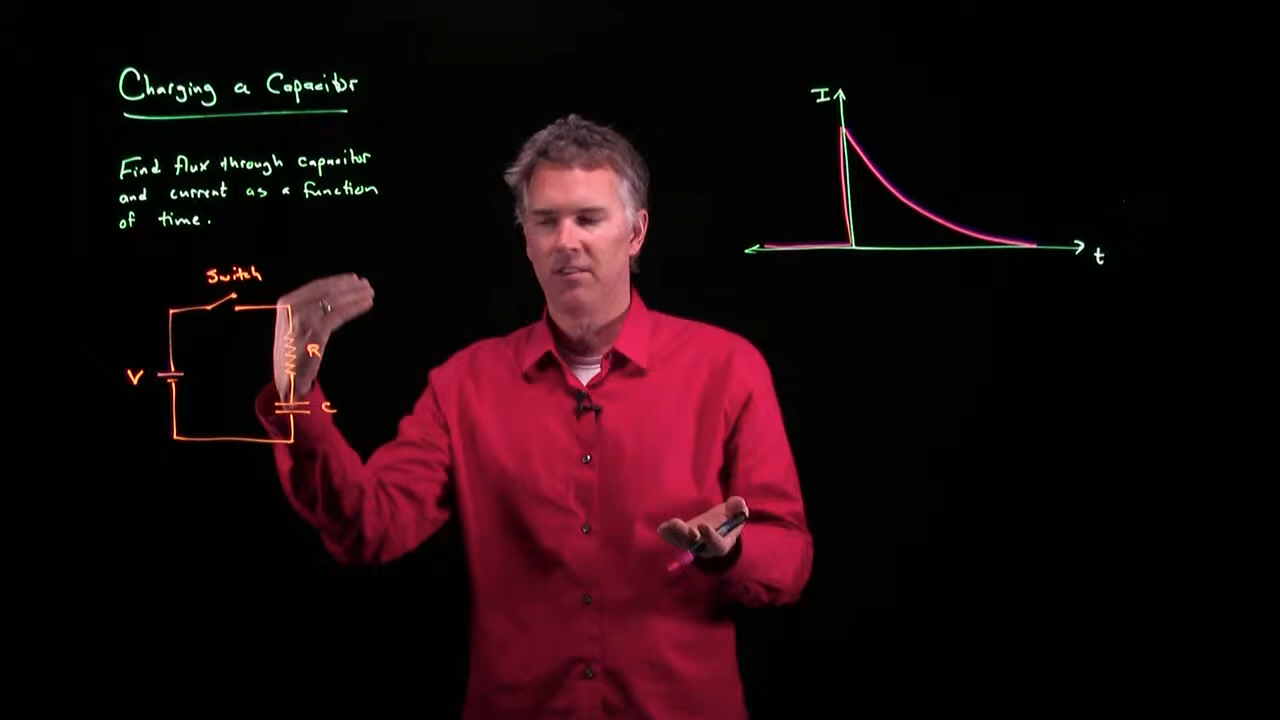 Charging a Capacitor
Find flux through capacitor
and current as a function
of time.
Switch
R
V
C
I
t